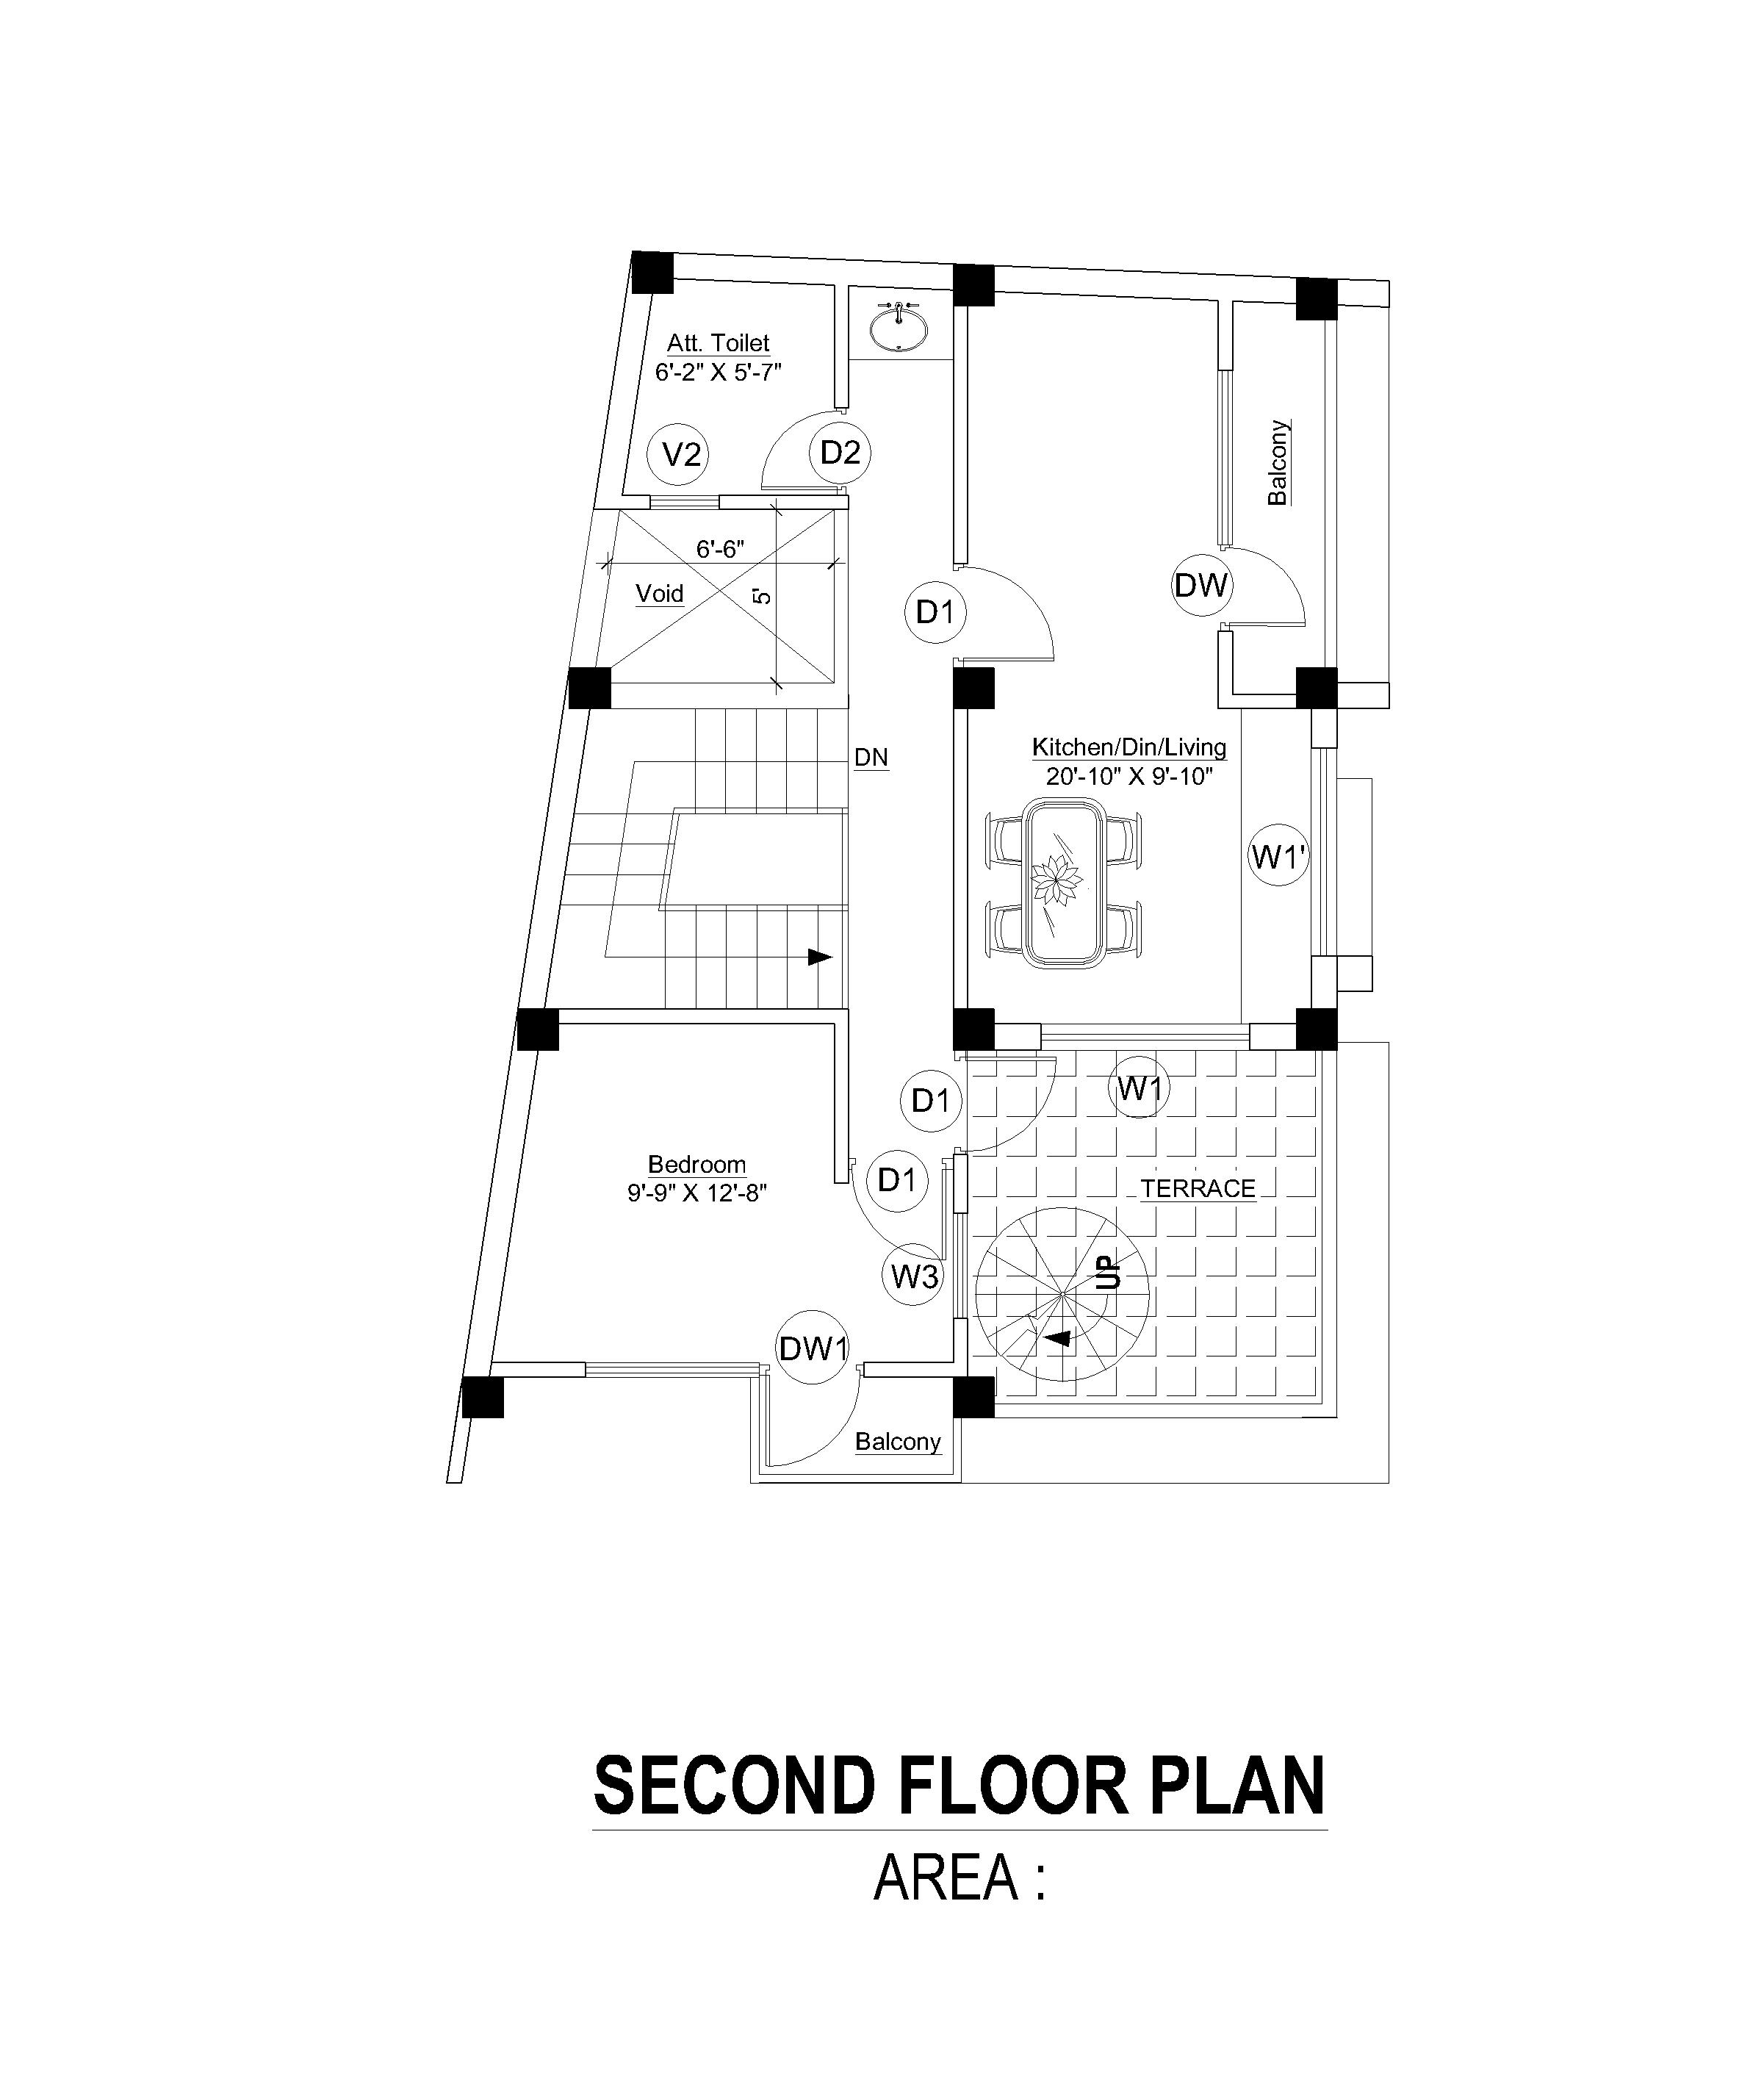 Att. Toilet
6'-2" X 5'-7"
V2
D2
Balcony
6'-6"
5'
Void
D1
DW
DN
Kitchen/Din/Living
20'-10" X 9'-10"
W1'
D1
W1
Bedroom
9'-9" X 12'-8"
D1
TERRACE
UP
W3
DW1
Balcony
SECOND FLOOR PLAN
AREA :